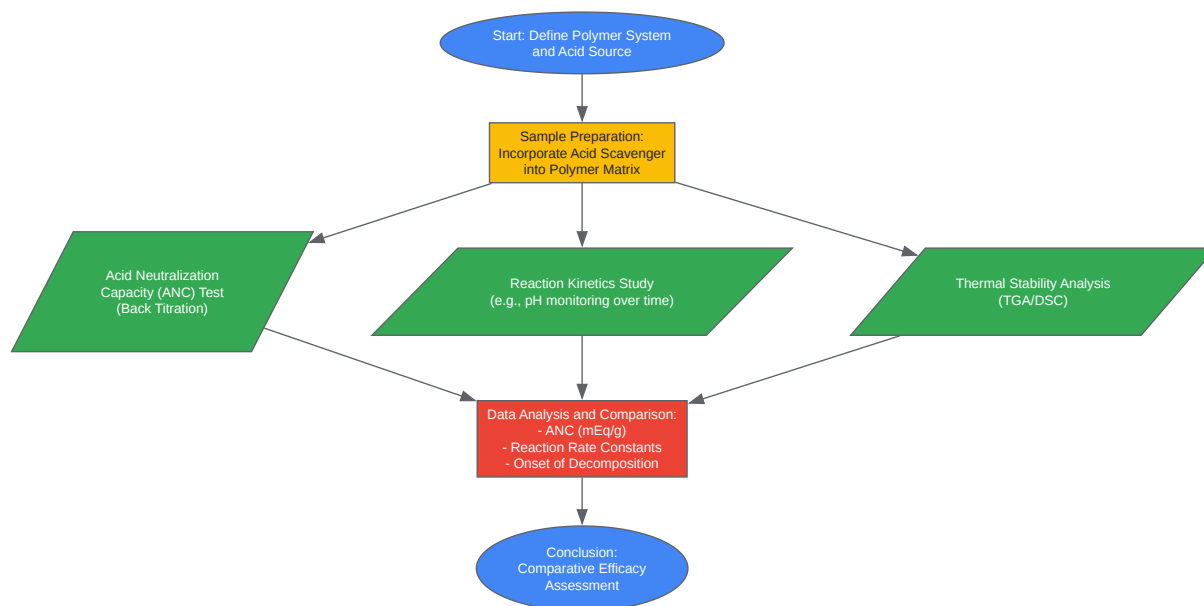 Start: Define Polymer System
and Acid Source
Sample Preparation:
Incorporate Acid Scavenger
into Polymer Matrix
Acid Neutralization
Capacity (ANC) Test
(Back Titration)
Reaction Kinetics Study
(e.g., pH monitoring over time)
Thermal Stability Analysis
(TGA/DSC)
Data Analysis and Comparison:
- ANC (mEq/g)
- Reaction Rate Constants
- Onset of Decomposition
Conclusion:
Comparative Efficacy
Assessment